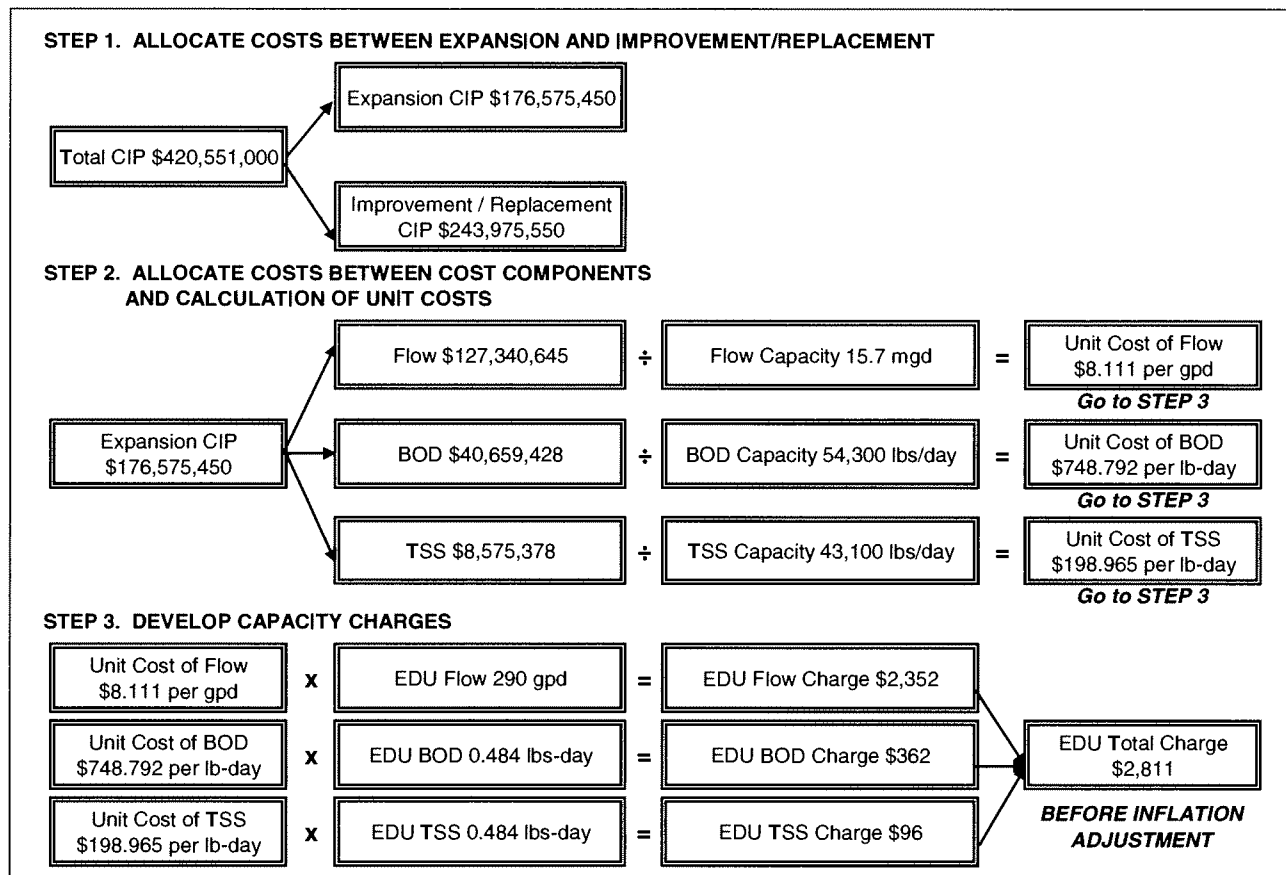 STEP 1. ALLOCATE COSTS BETWEEN EXPANSION AND IMPROVEMENT/REPLACEMENT
Expansion CIP $176,575,450
Total CIP $420,551,000
Improvement / Replacement
CIP $243,975,550
STEP 2. ALLOCATE COSTS BETWEEN COST COMPONENTS
AND CALCULATION OF UNIT COSTS
Flow $127,340,645 ÷ Flow Capacity 15.7 mgd = Unit Cost of Flow
$8.111 per gpd
Go to STEP 3
Expansion CIP
$176,575,450
BOD $40,659,428 ÷ BOD Capacity 54,300 lbs/day = Unit Cost of BOD
$748.792 per lb-day
Go to STEP 3
TSS $8,575,378 ÷ TSS Capacity 43,100 lbs/day = Unit Cost of TSS
$198.965 per lb-day
Go to STEP 3
STEP 3. DEVELOP CAPACITY CHARGES
Unit Cost of Flow
$8.111 per gpd
x EDU Flow 290 gpd = EDU Flow Charge $2,352
Unit Cost of BOD
$748.792 per lb-day
x EDU BOD 0.484 lbs-day = EDU BOD Charge $362
Unit Cost of TSS
$198.965 per lb-day
x EDU TSS 0.484 lbs-day = EDU TSS Charge $96
EDU Total Charge
$2,811
BEFORE INFLATION
ADJUSTMENT